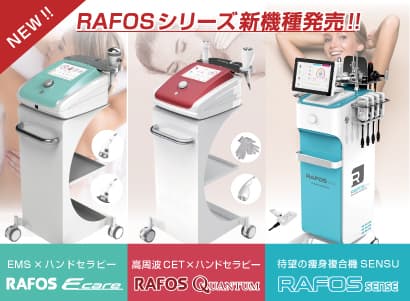 NEW!!
RAFOSシリーズ新機種発売!!
EMS×ハンドセラピー
RAFOS Ecare
高周波CET×ハンドセラピー
RAFOS QUANTUM
待望の痩身複合機 SENSU
RAFOS SENSE
RAFOS
R